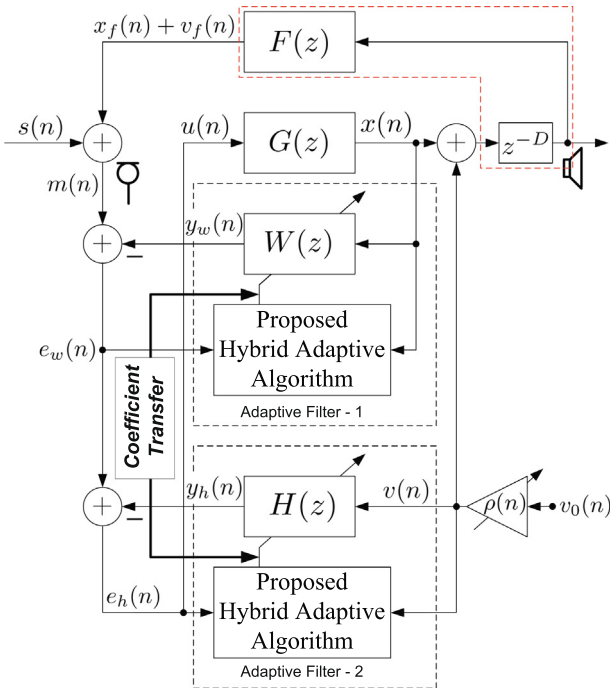 x_f(n) + v_f(n)
F(z)
s(n)
u(n)
G(z)
x(n)
+
+
z^{-D}
m(n)
y_w(n)
W(z)
+
−
Proposed
Hybrid Adaptive
Algorithm
e_w(n)
Coefficient
Transfer
Adaptive Filter - 1
y_h(n)
H(z)
v(n)
ρ(n)
v_0(n)
+
−
Proposed
Hybrid Adaptive
Algorithm
e_h(n)
Adaptive Filter - 2